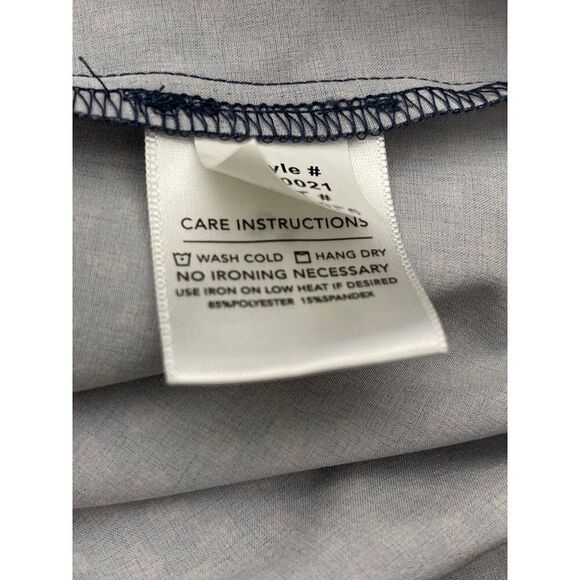 yle #
0021
CARE INSTRUCTIONS
WASH COLD HANG DRY
NO IRONING NECESSARY
USE IRON ON LOW HEAT IF DESIRED
85%POLYESTER 15%SPANDEX